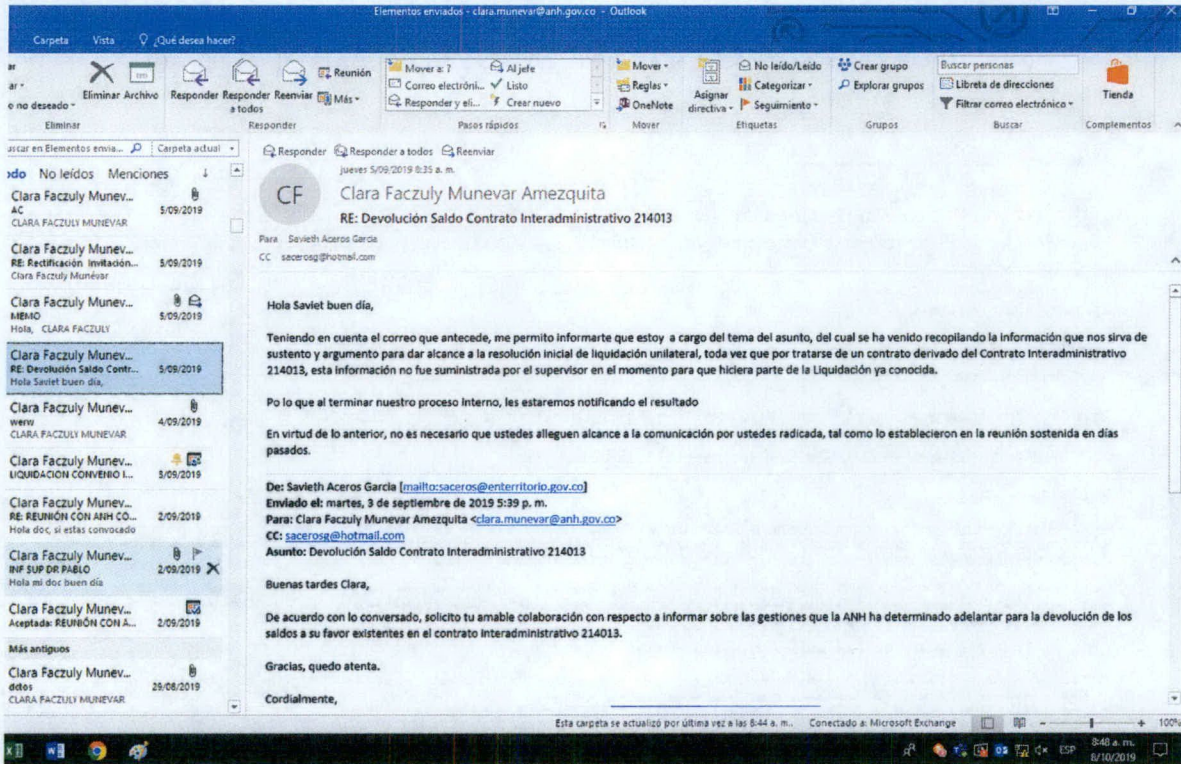 Elementos enviados - clara.munevar@anh.gov.co - Outlook
Carpeta Vista ¿Qué desea hacer?
Eliminar Archivo
o no deseado
Responder Responder a todos Reenviar
Reunión
Más
Mover a: ? Al jefe
Correo electróni... Listo
Responder y eli... Crear nuevo
Mover
Reglas
OneNote
Asignar directiva
No leído/Leído
Categorizar
Seguimiento
Crear grupo
Explorar grupos
Buscar personas
Libreta de direcciones
Filtrar correo electrónico
Tienda
Eliminar Responder Pasos rápidos Mover Etiquetas Grupos Buscar Complementos
uscar en Elementos envia... Carpeta actual
odo No leídos Menciones ↓
Clara Faczuly Munev...
AC 5/09/2019
CLARA FACZULY MUNEVAR
Clara Faczuly Munev...
RE: Rectificación Invitación... 5/09/2019
Clara Faczuly Munévar
Clara Faczuly Munev...
MEMO 5/09/2019
Hola, CLARA FACZULY
Clara Faczuly Munev...
RE: Devolución Saldo Contr... 5/09/2019
Hola Saviet buen día,
Clara Faczuly Munev...
werw 4/09/2019
CLARA FACZULY MUNEVAR
Clara Faczuly Munev...
LIQUIDACION CONVENIO I... 3/09/2019
Clara Faczuly Munev...
RE: REUNIÓN CON ANH CO... 2/09/2019
Hola doc, si estas convocado
Clara Faczuly Munev...
INF SUP DR PABLO 2/09/2019
Hola mi doc buen día
Clara Faczuly Munev...
Aceptada: REUNIÓN CON A... 2/09/2019
Más antiguos
Clara Faczuly Munev...
ddtos 29/08/2019
CLARA FACZULY MUNEVAR
Responder Responder a todos Reenviar
jueves 5/09/2019 8:35 a. m.
CF
Clara Faczuly Munevar Amezquita
RE: Devolución Saldo Contrato Interadministrativo 214013
Para Savieth Aceros Garcia
CC sacerosg@hotmail.com
Hola Saviet buen día,
Teniendo en cuenta el correo que antecede, me permito informarte que estoy a cargo del tema del asunto, del cual se ha venido recopilando la información que nos sirva de
sustento y argumento para dar alcance a la resolución inicial de liquidación unilateral, toda vez que por tratarse de un contrato derivado del Contrato Interadministrativo
214013, esta información no fue suministrada por el supervisor en el momento para que hiciera parte de la Liquidación ya conocida.
Po lo que al terminar nuestro proceso interno, les estaremos notificando el resultado
En virtud de lo anterior, no es necesario que ustedes alleguen alcance a la comunicación por ustedes radicada, tal como lo establecieron en la reunión sostenida en días
pasados.
De: Savieth Aceros Garcia [mailto:saceros@enterritorio.gov.co]
Enviado el: martes, 3 de septiembre de 2019 5:39 p. m.
Para: Clara Faczuly Munevar Amezquita <clara.munevar@anh.gov.co>
CC: sacerosg@hotmail.com
Asunto: Devolución Saldo Contrato Interadministrativo 214013
Buenas tardes Clara,
De acuerdo con lo conversado, solicito tu amable colaboración con respecto a informar sobre las gestiones que la ANH ha determinado adelantar para la devolución de los
saldos a su favor existentes en el contrato Interadministrativo 214013.
Gracias, quedo atenta.
Cordialmente,
Esta carpeta se actualizó por última vez a las 8:44 a. m. Conectado a: Microsoft Exchange 100%
ESP
8:48 a. m.
8/10/2019